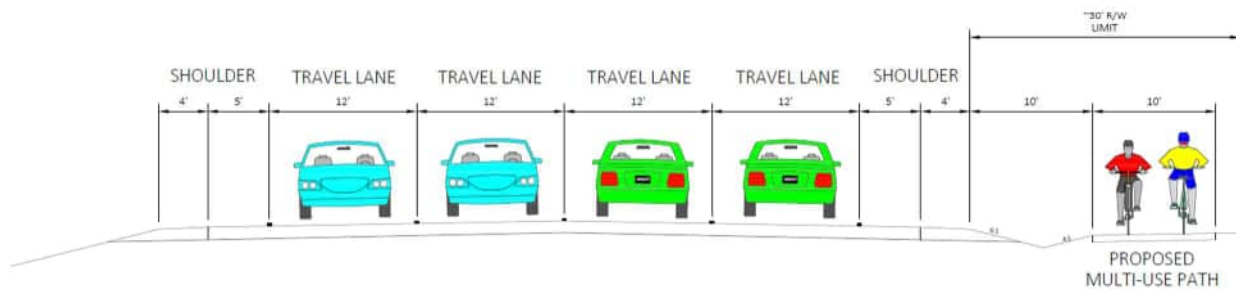 ~30' R/W
LIMIT
SHOULDER TRAVEL LANE TRAVEL LANE TRAVEL LANE TRAVEL LANE SHOULDER
4' 5' 12' 12' 12' 12' 5' 4' 10' 10'
PROPOSED
MULTI-USE PATH